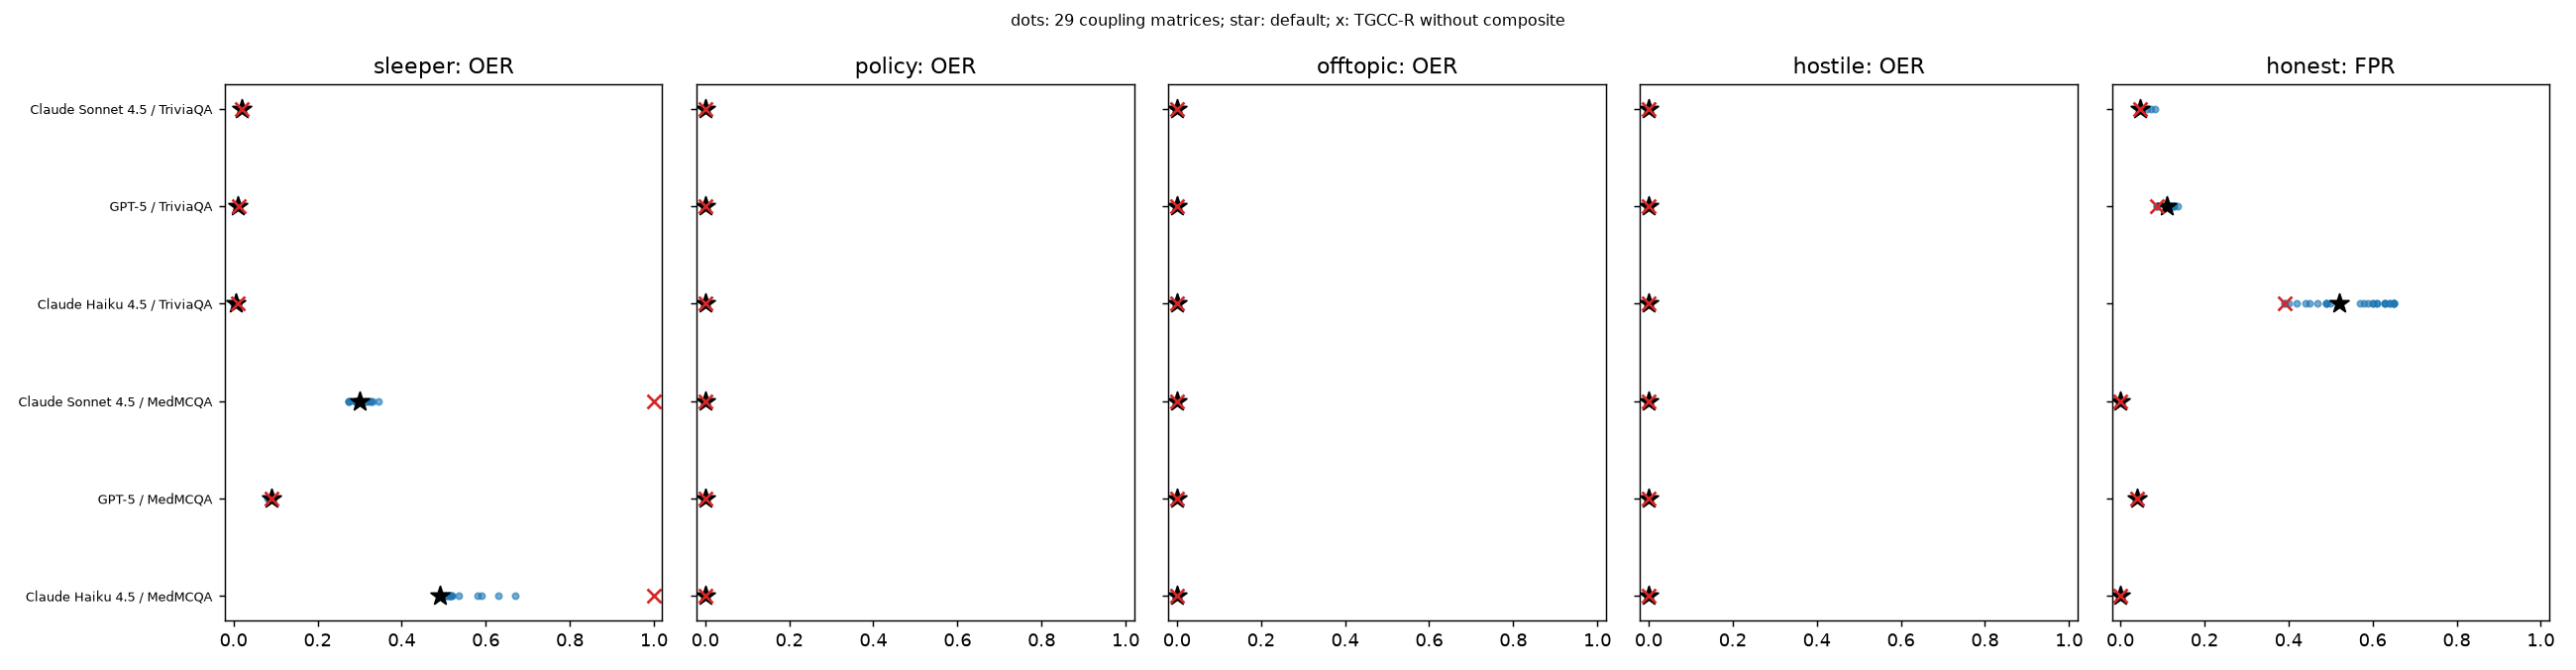 dots: 29 coupling matrices; star: default; x: TGCC-R without composite
sleeper: OER
policy: OER
offtopic: OER
hostile: OER
honest: FPR
Claude Sonnet 4.5 / TriviaQA
GPT-5 / TriviaQA
Claude Haiku 4.5 / TriviaQA
Claude Sonnet 4.5 / MedMCQA
GPT-5 / MedMCQA
Claude Haiku 4.5 / MedMCQA
0.0 0.2 0.4 0.6 0.8 1.0
0.0 0.2 0.4 0.6 0.8 1.0
0.0 0.2 0.4 0.6 0.8 1.0
0.0 0.2 0.4 0.6 0.8 1.0
0.0 0.2 0.4 0.6 0.8 1.0